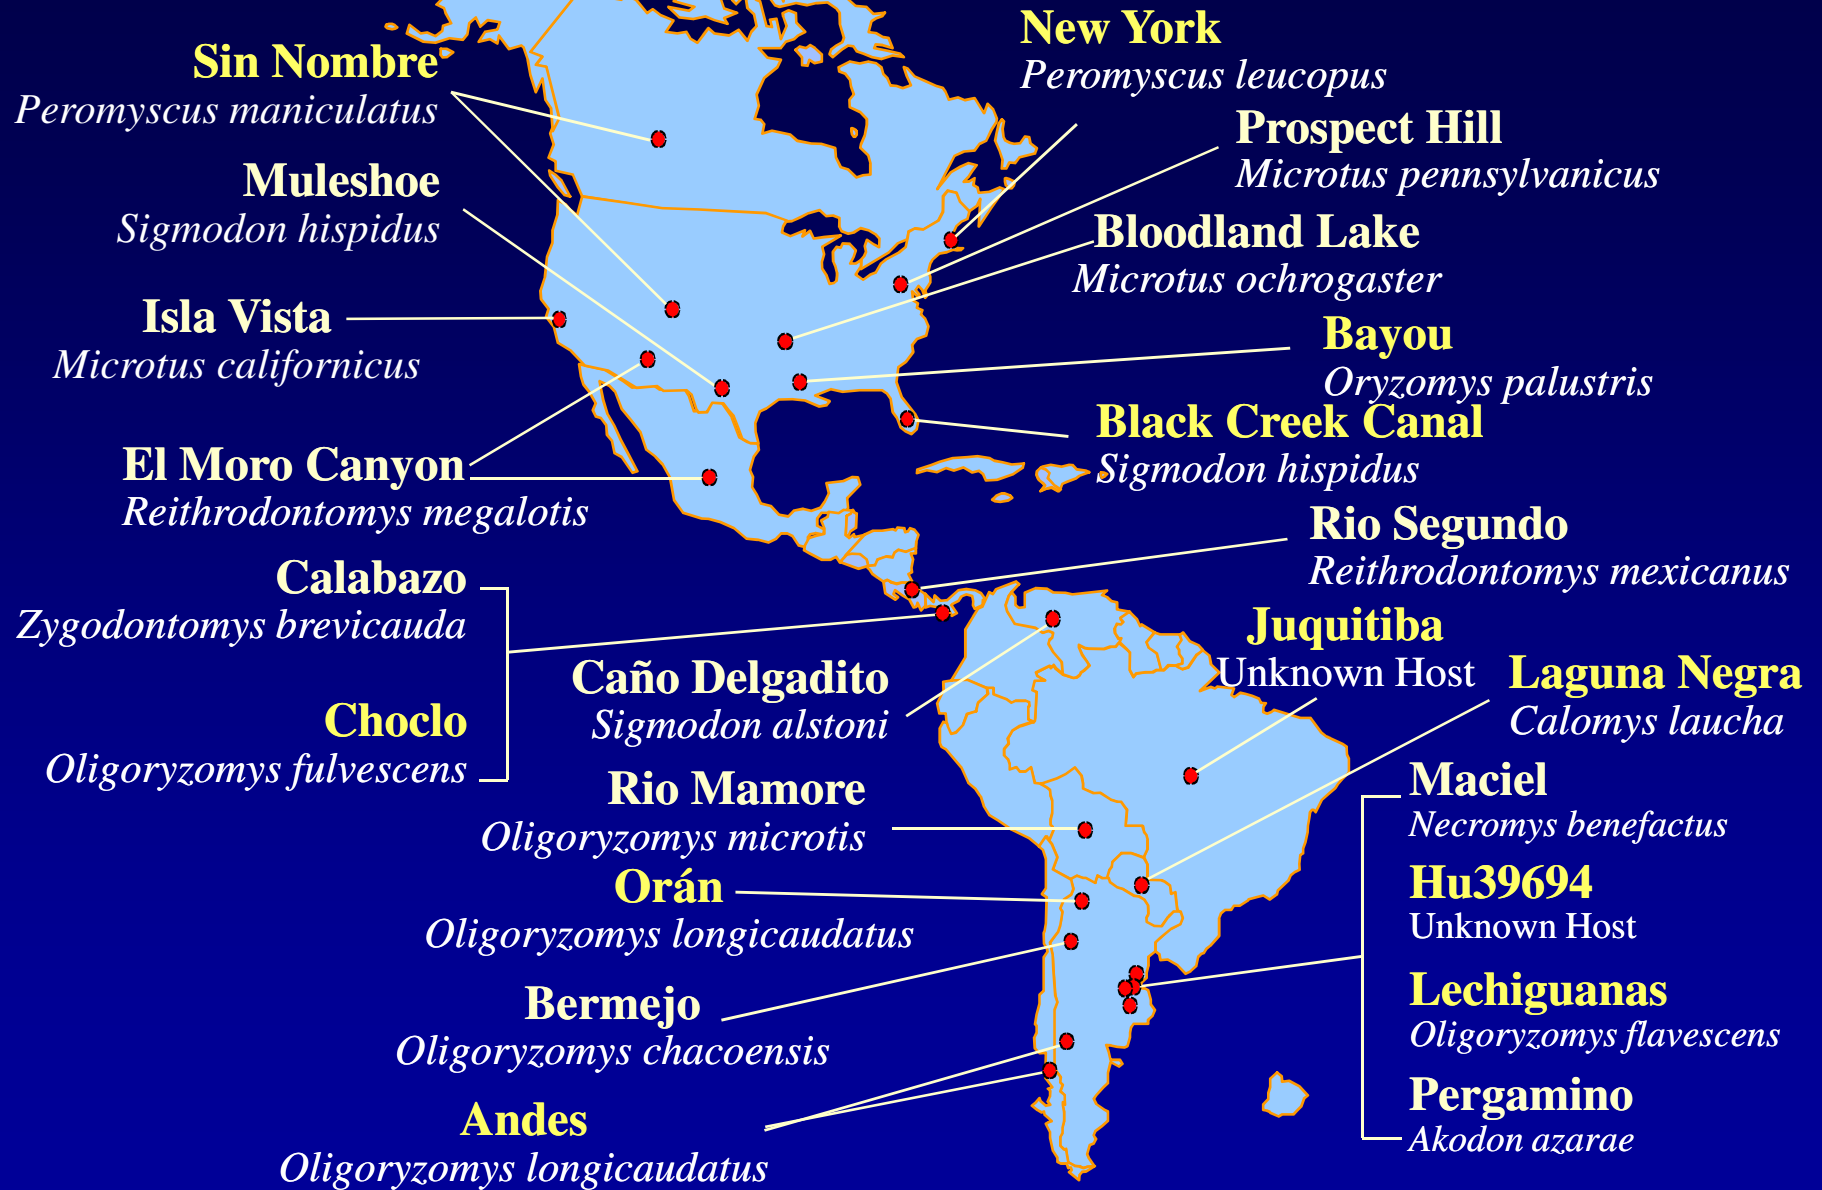 Sin Nombre
Peromyscus maniculatus
Muleshoe
Sigmodon hispidus
Isla Vista
Microtus californicus
El Moro Canyon
Reithrodontomys megalotis
Calabazo
Zygodontomys brevicauda
Choclo
Oligoryzomys fulvescens
Caño Delgadito
Sigmodon alstoni
Rio Mamore
Oligoryzomys microtis
Orán
Oligoryzomys longicaudatus
Bermejo
Oligoryzomys chacoensis
Andes
Oligoryzomys longicaudatus
New York
Peromyscus leucopus
Prospect Hill
Microtus pennsylvanicus
Bloodland Lake
Microtus ochrogaster
Bayou
Oryzomys palustris
Black Creek Canal
Sigmodon hispidus
Rio Segundo
Reithrodontomys mexicanus
Juquitiba
Unknown Host
Laguna Negra
Calomys laucha
Maciel
Necromys benefactus
Hu39694
Unknown Host
Lechiguanas
Oligoryzomys flavescens
Pergamino
Akodon azarae